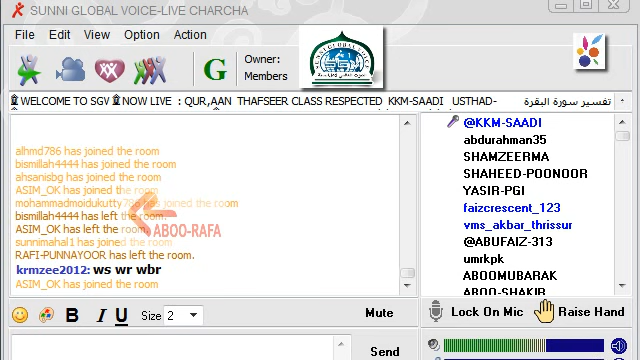 SUNNI GLOBAL VOICE-LIVE CHARCHA
File Edit View Option Action
G
Owner:
Members
WELCOME TO SGV NOW LIVE : QUR,AAN THAFSEER CLASS RESPECTED KKM-SAADI USTHAD- تفسير سورة البقرة
alhmd786 has joined the room
bismillah4444 has joined the room
ahsanisbg has joined the room
ASIM_OK has joined the room
mohammadmoidukutty786 has joined the room
bismillah4444 has left the room.
ASIM_OK has left the room.
sunnimahal1 has joined the room
RAFI-PUNNAYOOR has left the room.
krmzee2012: ws wr wbr
ASIM_OK has joined the room
ABOO-RAFA
@KKM-SAADI
abdurahman35
SHAMZEERMA
SHAHEED-POONOOR
YASIR-PGI
faizcrescent_123
vms_akbar_thrissur
@ABUFAIZ-313
umrkpk
ABOOMUBARAK
ABOO-SHAKIR
B I U Size 2 Mute
Lock On Mic Raise Hand
Send